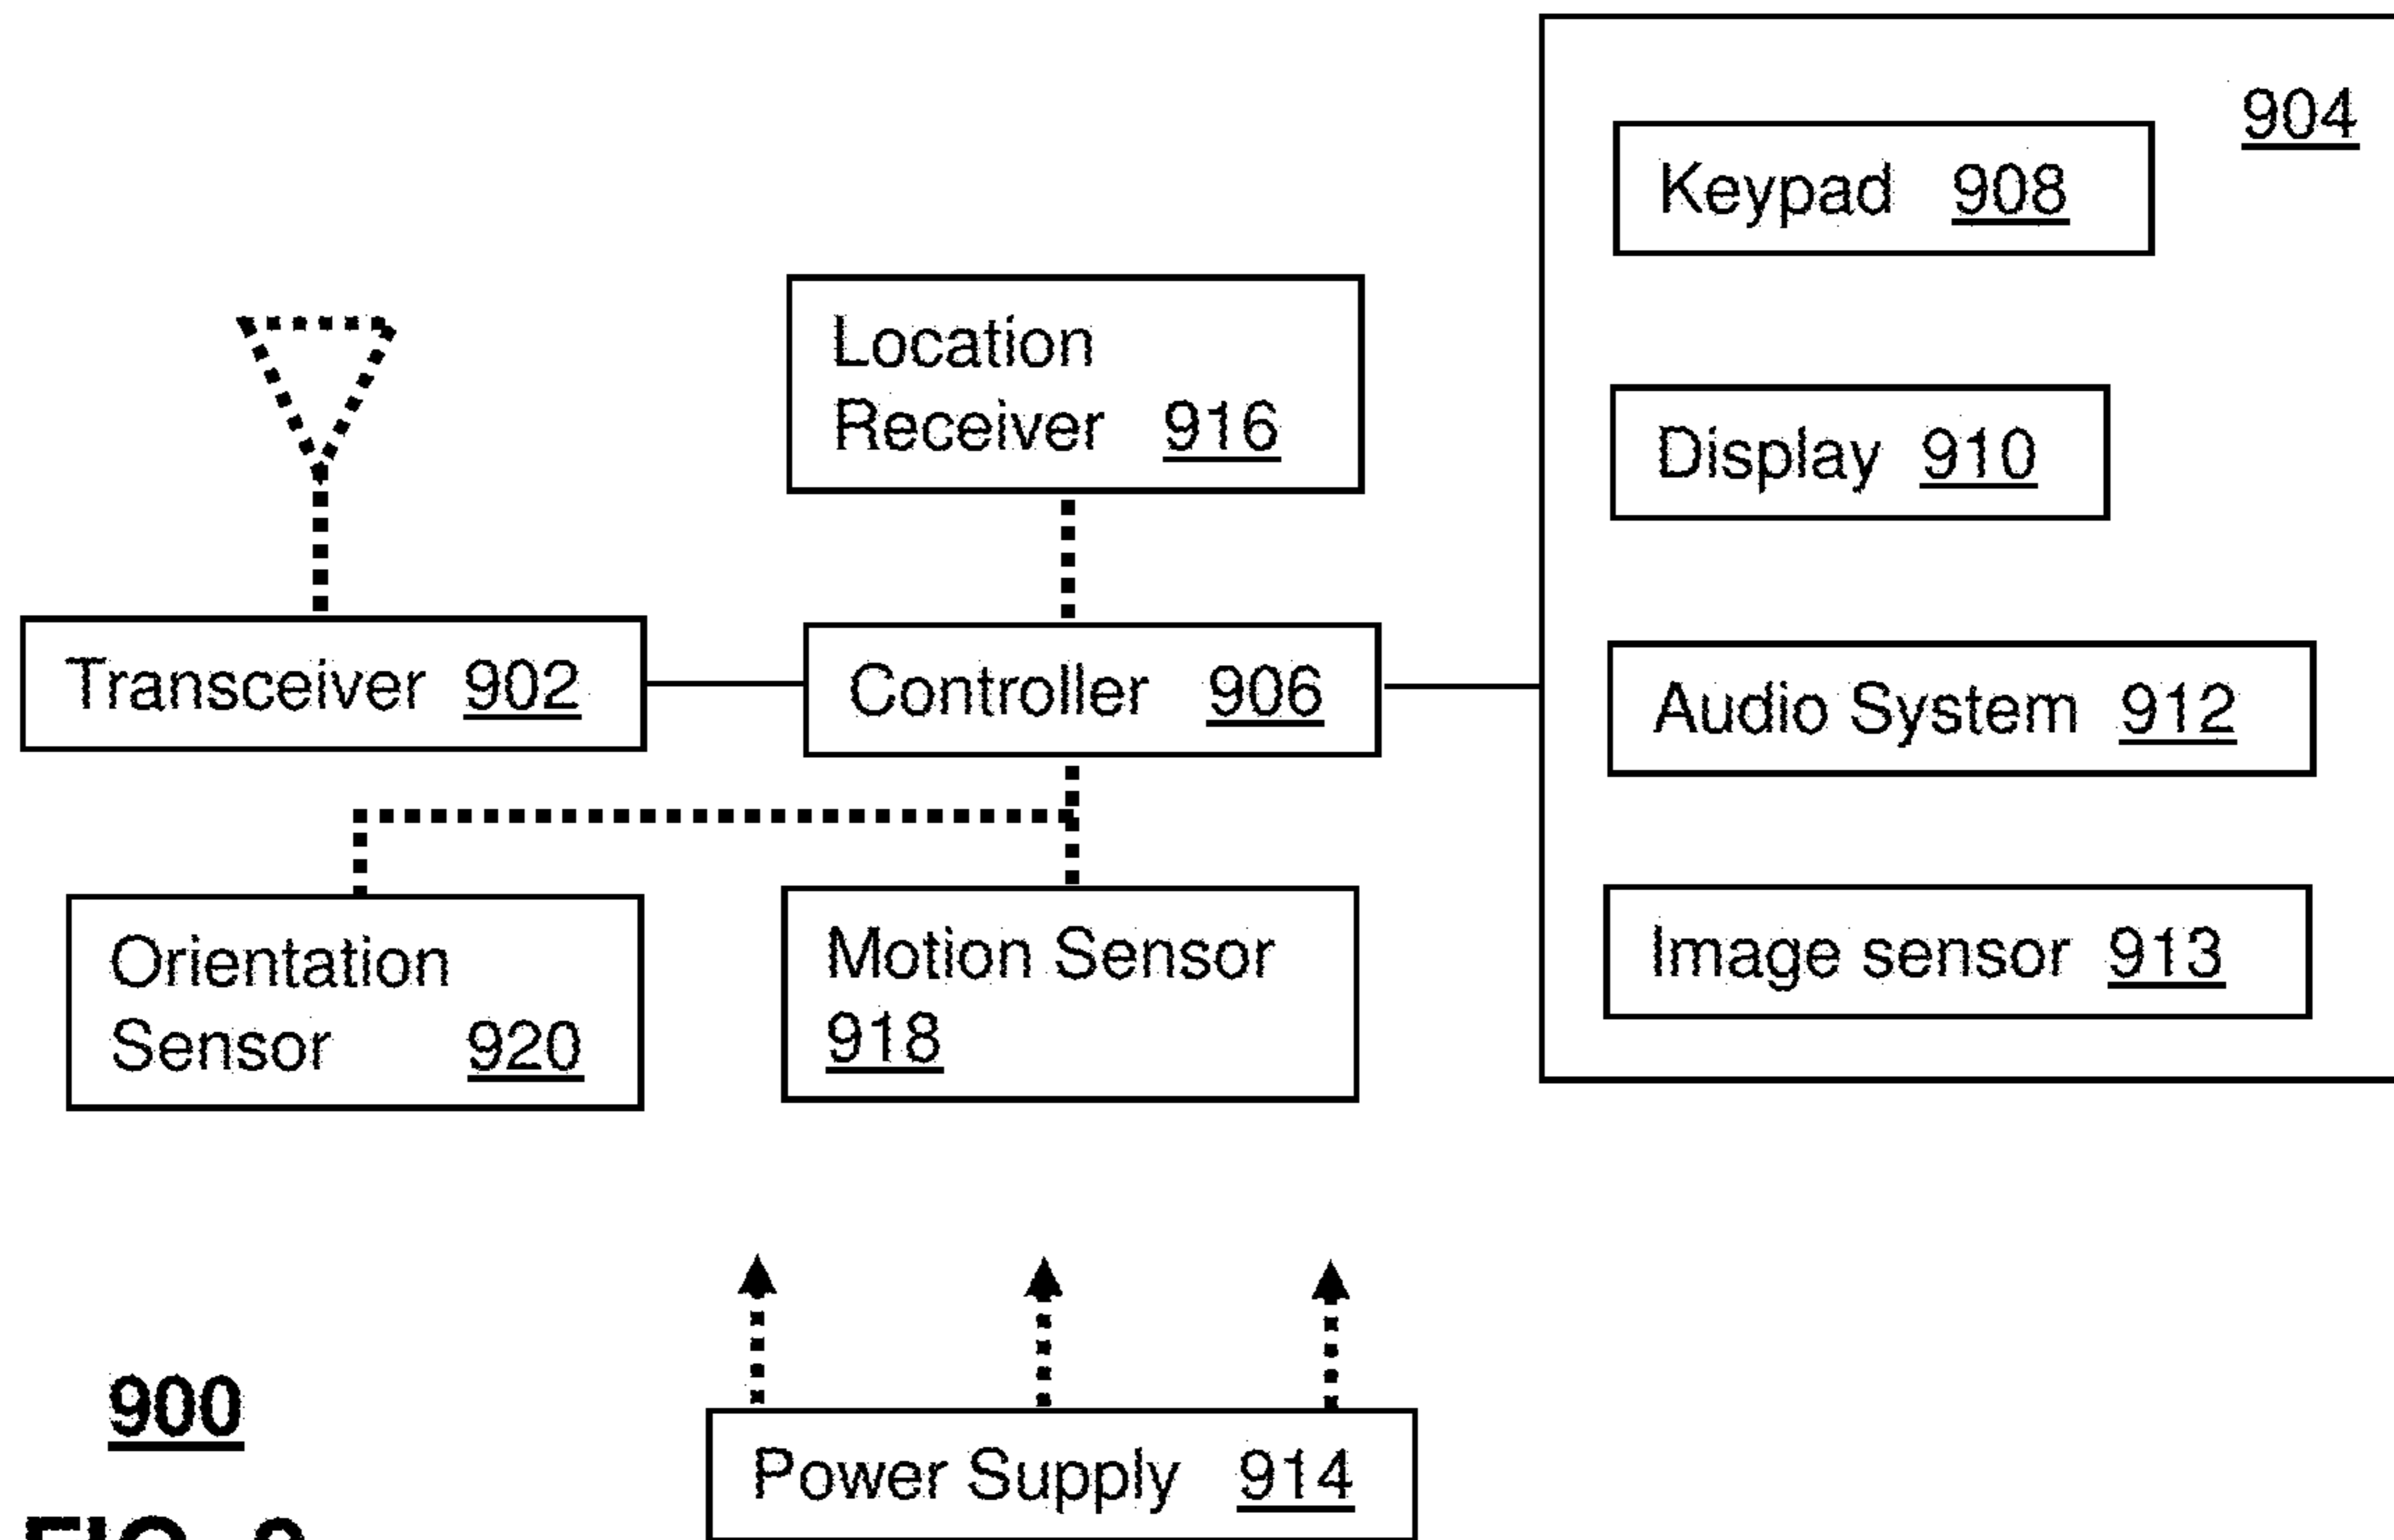 904
Keypad 908
Location
Receiver 916
Display 910
Transceiver 902
Controller 906
Audio System 912
Orientation
Sensor 920
Motion Sensor
918
Image sensor 913
900
Power Supply 914